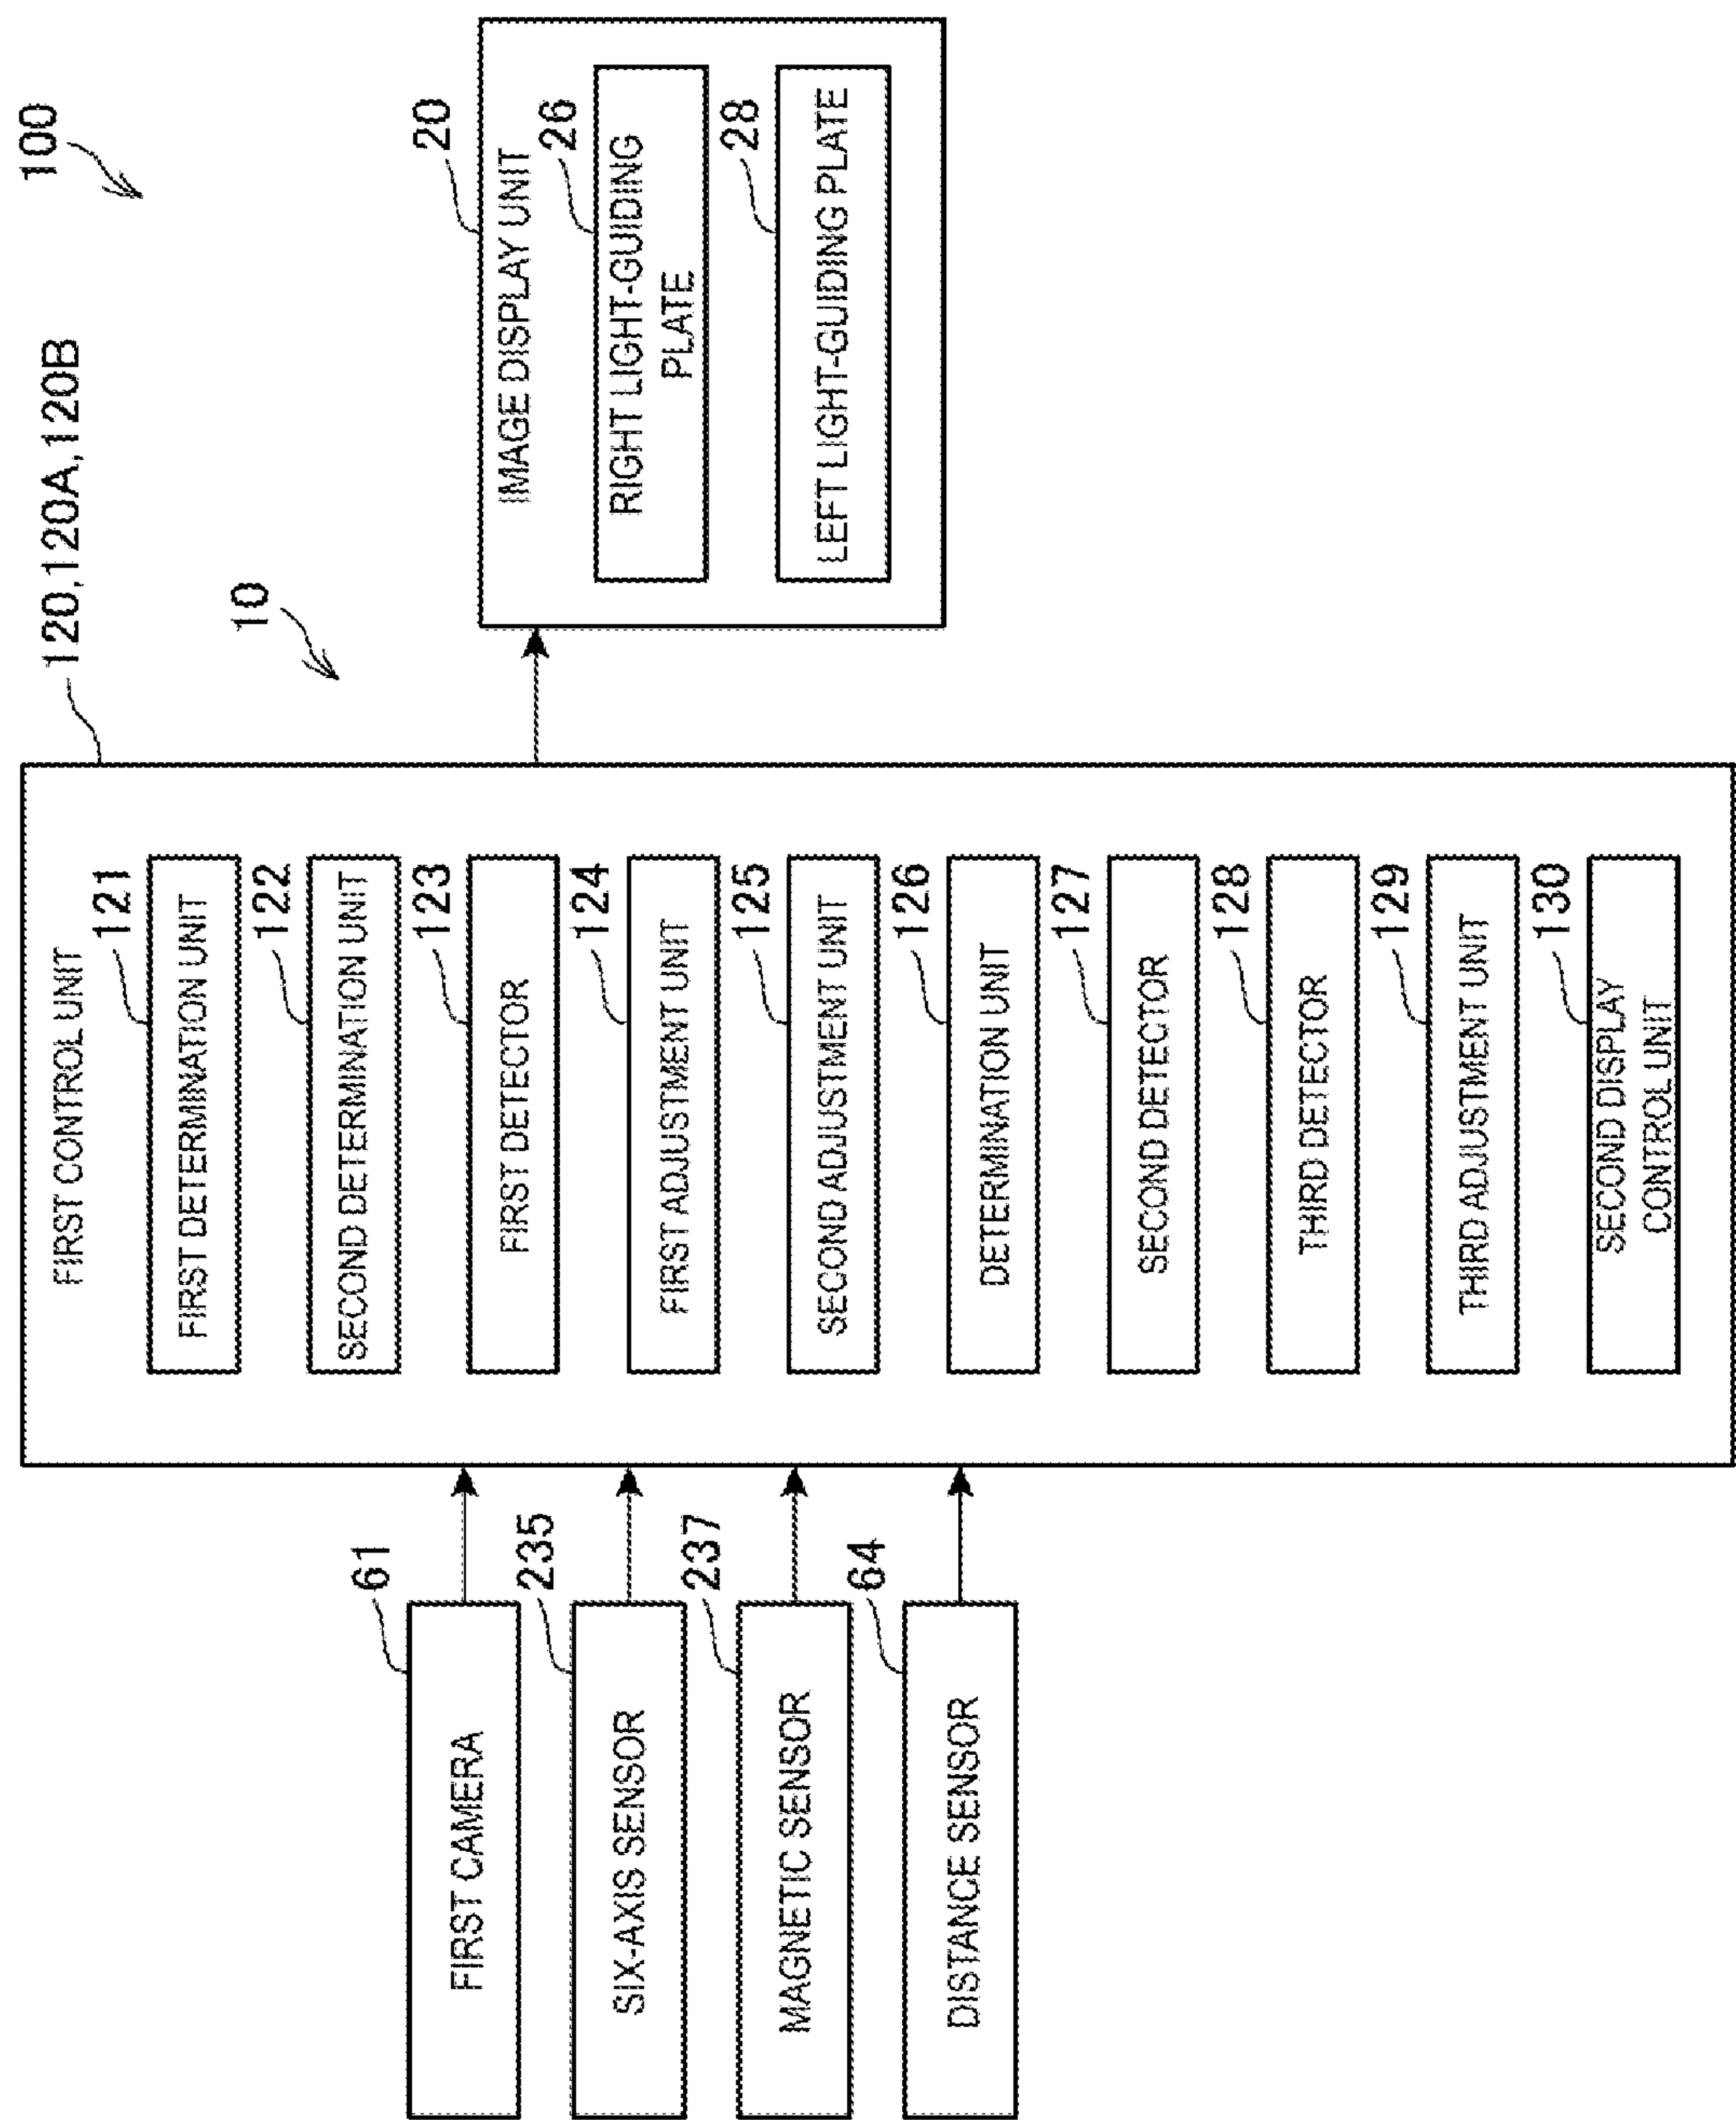 100
120,120A,120B
10
61
FIRST CAMERA
235
SIX-AXIS SENSOR
237
MAGNETIC SENSOR
64
DISTANCE SENSOR
FIRST CONTROL UNIT
121
FIRST DETERMINATION UNIT
122
SECOND DETERMINATION UNIT
123
FIRST DETECTOR
124
FIRST ADJUSTMENT UNIT
125
SECOND ADJUSTMENT UNIT
126
DETERMINATION UNIT
127
SECOND DETECTOR
128
THIRD DETECTOR
129
THIRD ADJUSTMENT UNIT
130
SECOND DISPLAY
CONTROL UNIT
20
IMAGE DISPLAY UNIT
26
RIGHT LIGHT-GUIDING
PLATE
28
LEFT LIGHT-GUIDING PLATE